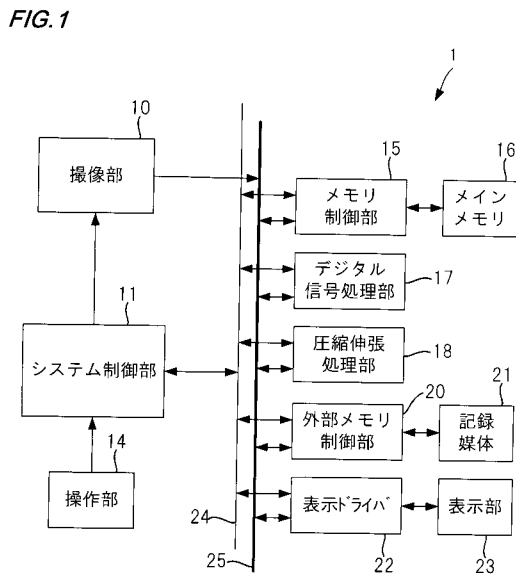 FIG.1
1
10
撮像部
15
メモリ
制御部
16
メイン
メモリ
デジタル
信号処理部
17
11
システム制御部
圧縮伸張
処理部
18
20
外部メモリ
制御部
21
記録
媒体
14
操作部
表示ドライバ
22
表示部
23
24
25